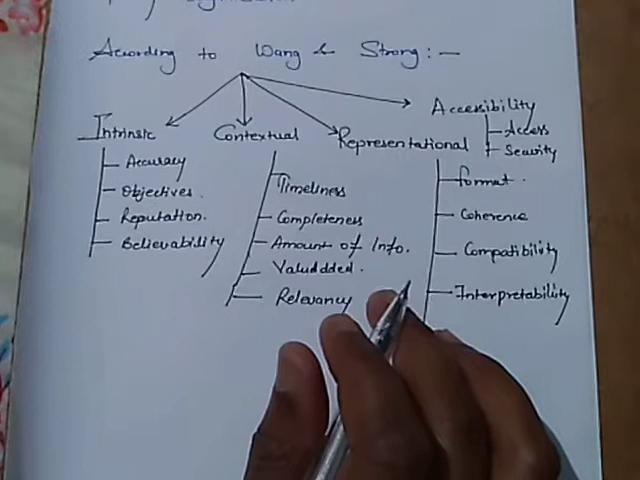 According to Wang & Strong:—
Accessibility
Access
Security
Intrinsic
Accuracy
Objectives.
Reputation.
Believability
Contextual
Timeliness
Completeness
Amount of Info.
Valuddded.
Relevancy
Representational
format.
Coherence
Compatibility
Interpretability